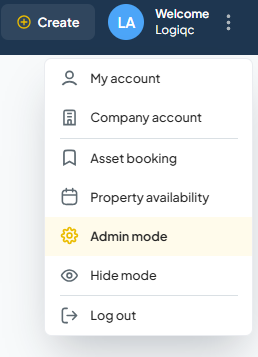 Create
LA
Welcome
Logiqc
My account
Company account
Asset booking
Property availability
Admin mode
Hide mode
Log out